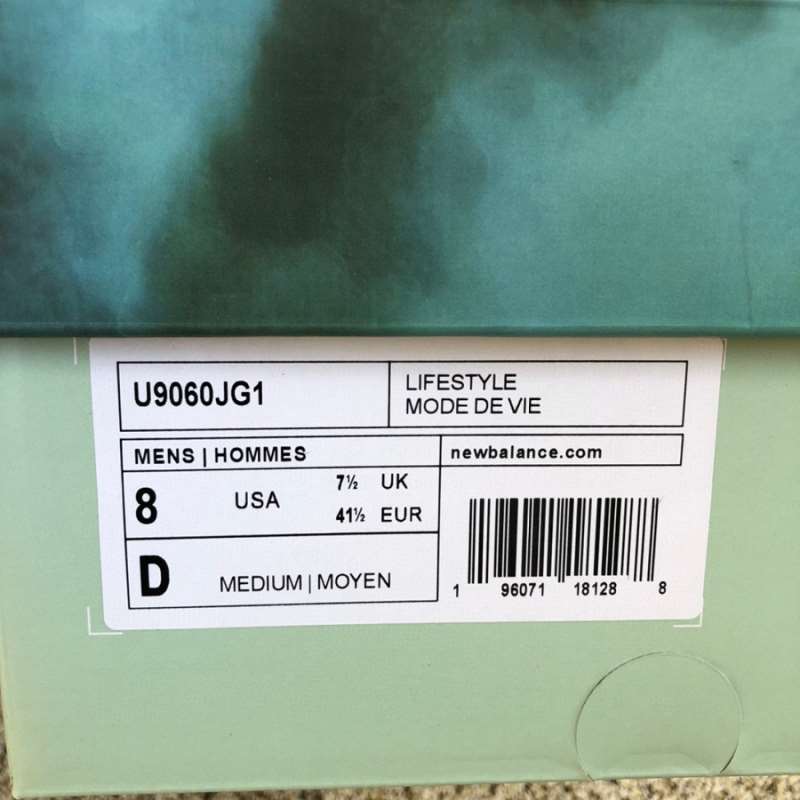 U9060JG1
LIFESTYLE
MODE DE VIE
MENS | HOMMES
newbalance.com
8 USA 7½ UK
41½ EUR
D MEDIUM | MOYEN
1 96071 18128 8